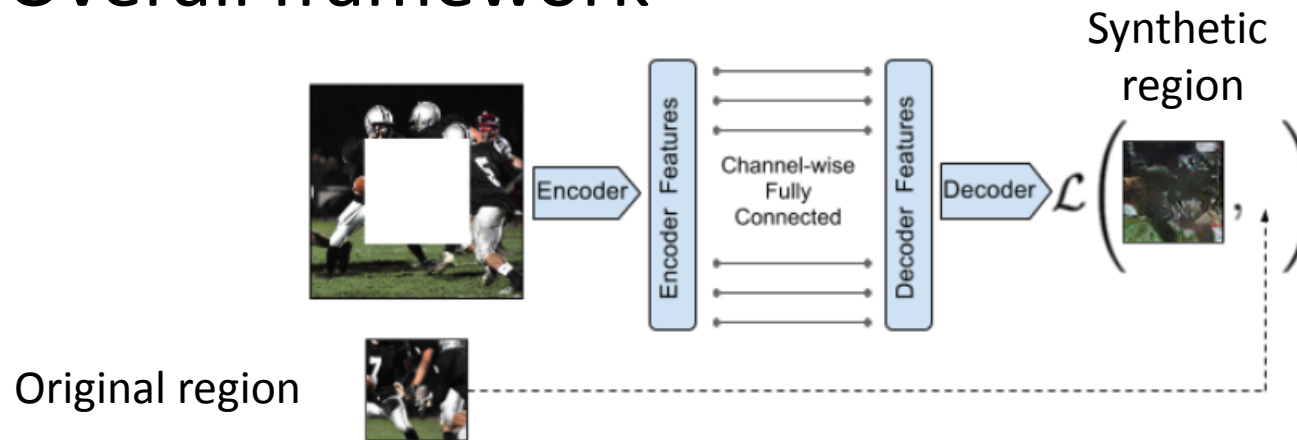 Overall framework
Synthetic
region
Encoder
Encoder Features
Channel-wise
Fully
Connected
Decoder Features
Decoder
ℒ( , )
Original region